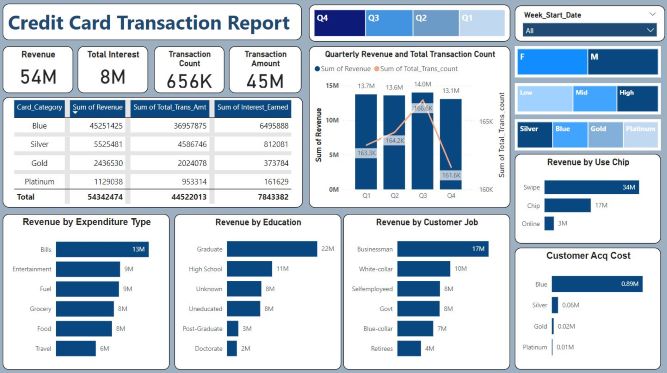 Credit Card Transaction Report
Q4 Q3 Q2 Q1
Week_Start_Date
All
Revenue
54M
Total Interest
8M
Transaction Count
656K
Transaction Amount
45M
F M
Low Mid High
Silver Blue Gold Platinum
Card_Category Sum of Revenue Sum of Total_Trans_Amt Sum of Interest_Earned
Blue 45251425 36957875 6495888
Silver 5525481 4586746 812081
Gold 2436530 2024078 373784
Platinum 1129038 953314 161629
Total 54342474 44522013 7843382
Quarterly Revenue and Total Transaction Count
Sum of Revenue Sum of Total_Trans_count
Sum of Revenue
15M
10M
5M
0M
13.7M 13.6M 14.0M 13.1M
163.3K 164.2K 166.6K 161.6K
Q1 Q2 Q3 Q4
165K
160K
Sum of Total_Trans_count
Revenue by Use Chip
Swipe 34M
Chip 17M
Online 3M
Revenue by Expenditure Type
Bills 13M
Entertainment 9M
Fuel 9M
Grocery 8M
Food 8M
Travel 6M
Revenue by Education
Graduate 22M
High School 11M
Unknown 8M
Uneducated 8M
Post-Graduate 3M
Doctorate 2M
Revenue by Customer Job
Businessman 17M
White-collar 10M
Selfemployeed 8M
Govt 8M
Blue-collar 7M
Retirees 4M
Customer Acq Cost
Blue 0.89M
Silver 0.06M
Gold 0.02M
Platinum 0.01M